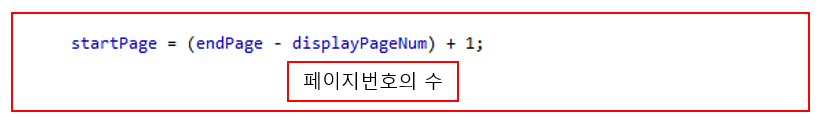 startPage = (endPage - displayPageNum) + 1;
페이지번호의 수